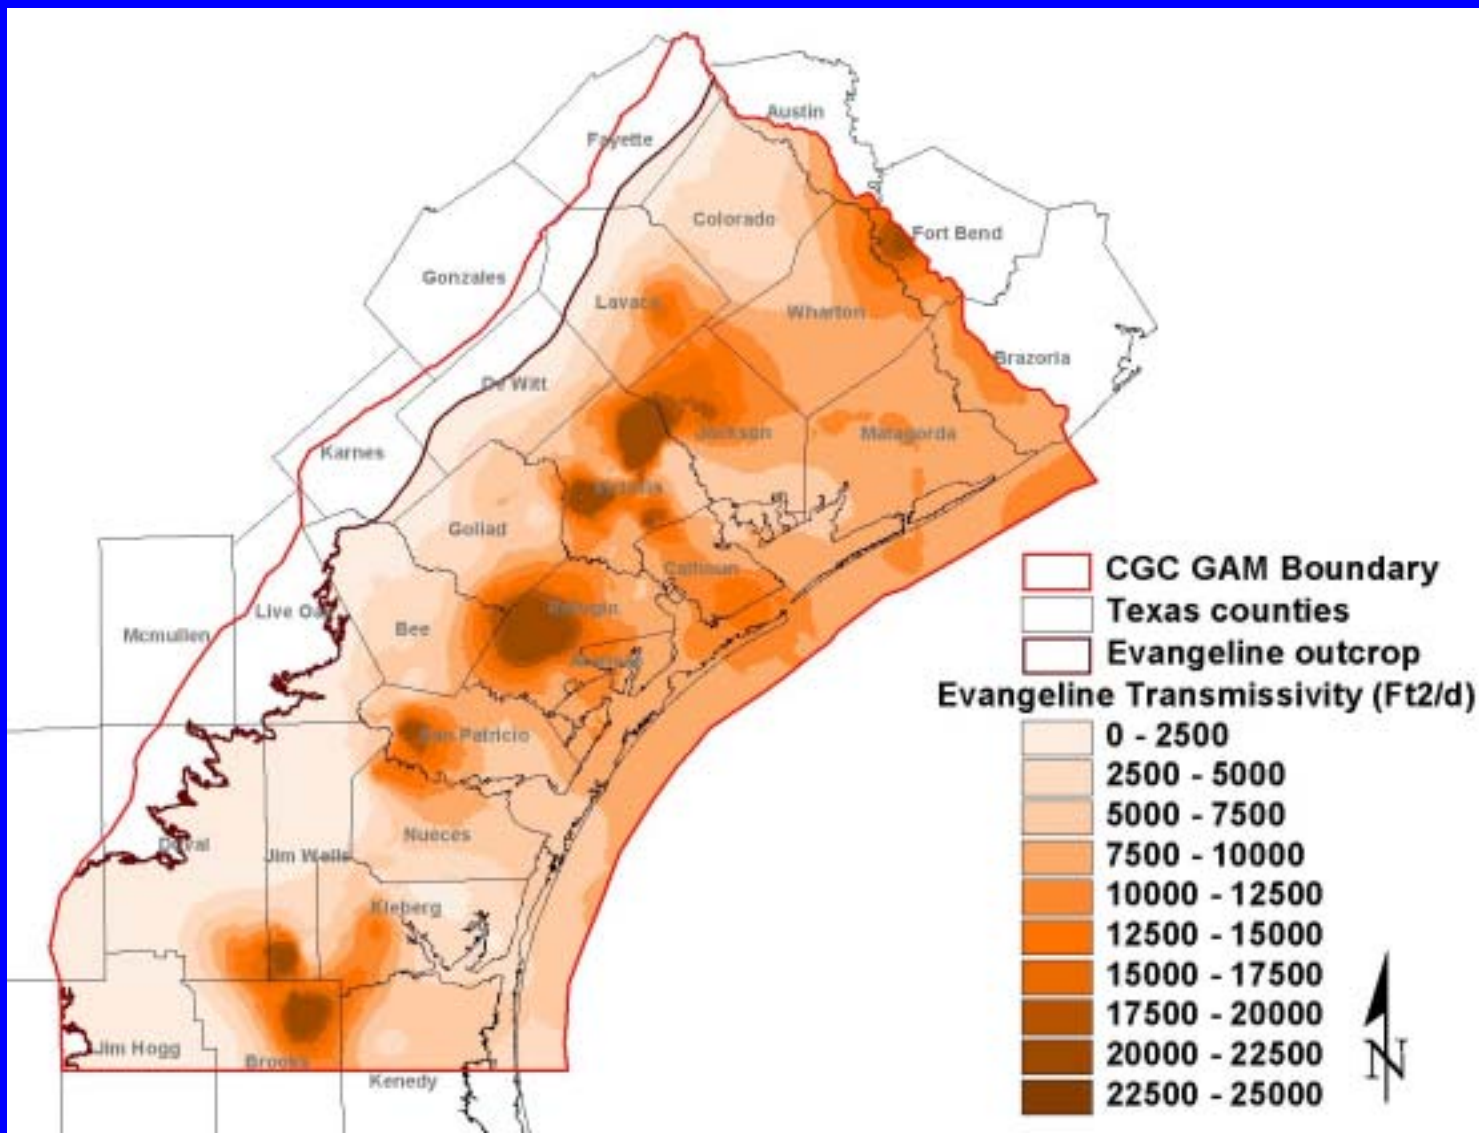 Austin
Fayette
Colorado
Fort Bend
Gonzales
Lavaca
Wharton
Brazoria
De Witt
Jackson
Matagorda
Karnes
Goliad
Calhoun
CGC GAM Boundary
Live Oa
Texas counties
Mcmullen
Bee
Evangeline outcrop
Evangeline Transmissivity (Ft2/d)
San Patricio
0 - 2500
2500 - 5000
5000 - 7500
Nueces
Duval
Jim Wells
7500 - 10000
10000 - 12500
Kleberg
12500 - 15000
15000 - 17500
17500 - 20000
Jim Hogg
Brooks
20000 - 22500
N
Kenedy
22500 - 25000